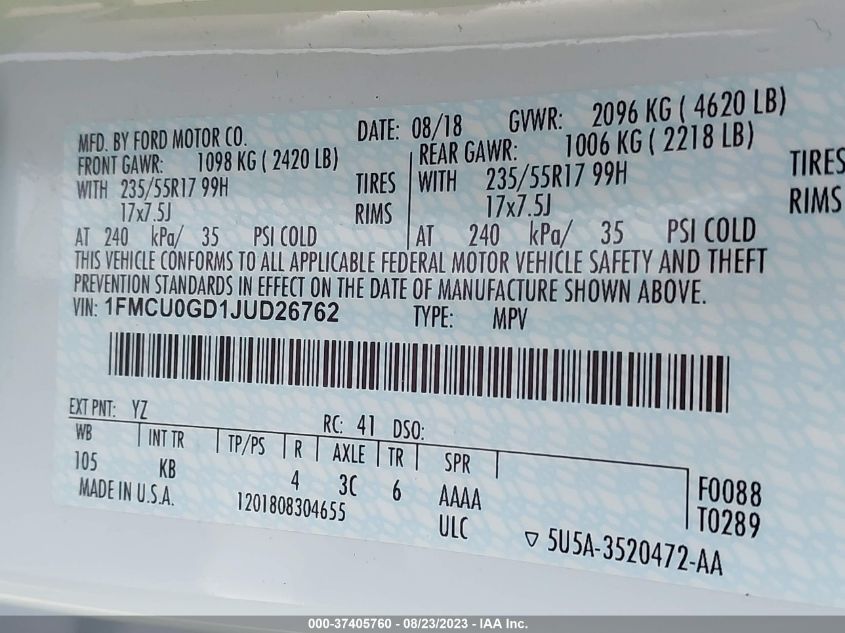 MFD. BY FORD MOTOR CO. DATE: 08/18 GVWR: 2096 KG ( 4620 LB)
FRONT GAWR: 1098 KG ( 2420 LB) REAR GAWR: 1006 KG ( 2218 LB)
WITH 235/55R17 99H TIRES WITH 235/55R17 99H TIRES
17x7.5J RIMS 17x7.5J RIMS
AT 240 kPa/ 35 PSI COLD AT 240 kPa/ 35 PSI COLD
THIS VEHICLE CONFORMS TO ALL APPLICABLE FEDERAL MOTOR VEHICLE SAFETY AND THEFT
PREVENTION STANDARDS IN EFFECT ON THE DATE OF MANUFACTURE SHOWN ABOVE.
VIN: 1FMCU0GD1JUD26762 TYPE: MPV
EXT PNT: YZ RC: 41 DSO:
WB INT TR TP/PS R AXLE TR SPR
105 KB 4 3C 6 AAAA F0088
MADE IN U.S.A. 1201808304655 ULC T0289
5U5A-3520472-AA
000-37405760 - 08/23/2023 - IAA Inc.